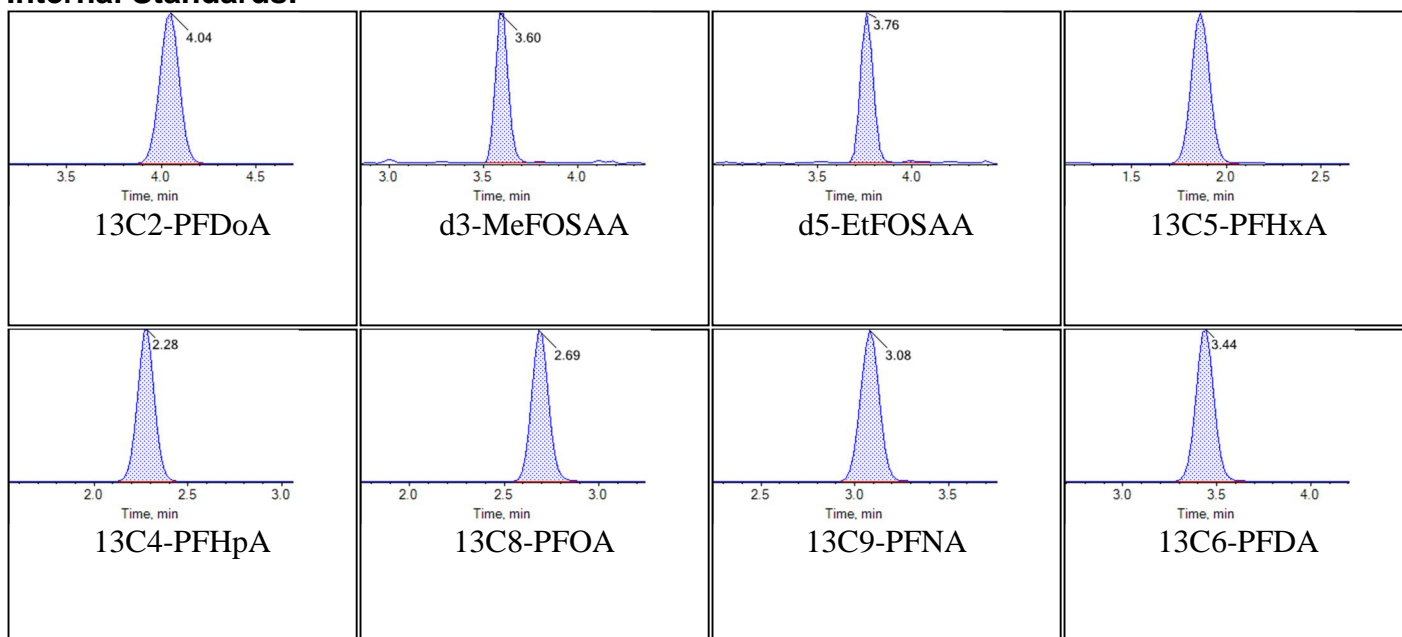 Internal Standards:
4.04
3.5 4.0 4.5
Time, min
13C2-PFDoA
3.60
3.0 3.5 4.0
Time, min
d3-MeFOSAA
3.76
3.5 4.0
Time, min
d5-EtFOSAA
1.5 2.0 2.5
Time, min
13C5-PFHxA
2.28
2.0 2.5 3.0
Time, min
13C4-PFHpA
2.69
2.0 2.5 3.0
Time, min
13C8-PFOA
3.08
2.5 3.0 3.5
Time, min
13C9-PFNA
3.44
3.0 3.5 4.0
Time, min
13C6-PFDA